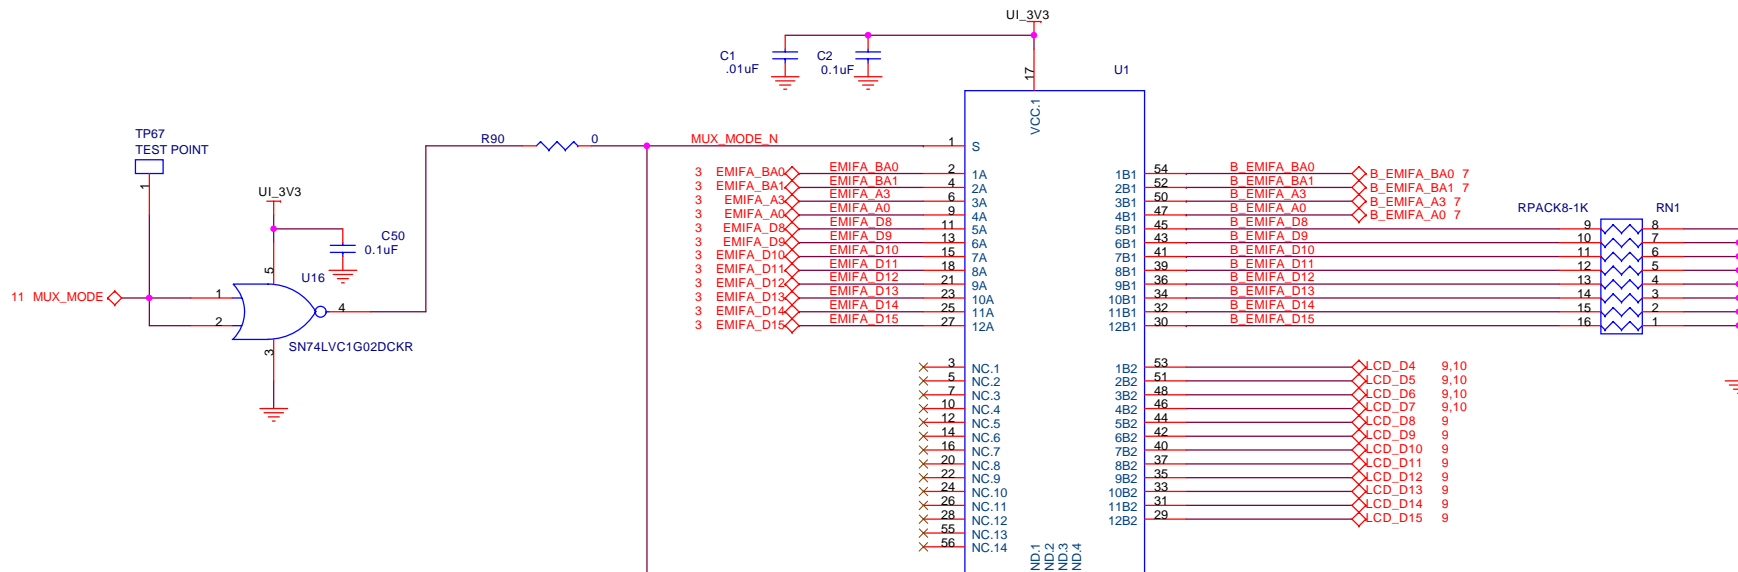 UI_3V3
C1
.01uF
C2
0.1uF
U1
17
VCC.1
TP67
TEST POINT
1
R90
0
MUX_MODE_N
1
S
UI_3V3
C50
0.1uF
5
U16
11 MUX_MODE
1
2
4
3
SN74LVC1G02DCKR
3 EMIFA_BA0 EMIFA_BA0 2 1A
3 EMIFA_BA1 EMIFA_BA1 4 2A
3 EMIFA_A3 EMIFA_A3 6 3A
3 EMIFA_A0 EMIFA_A0 9 4A
3 EMIFA_D8 EMIFA_D8 11 5A
3 EMIFA_D9 EMIFA_D9 13 6A
3 EMIFA_D10 EMIFA_D10 15 7A
3 EMIFA_D11 EMIFA_D11 18 8A
3 EMIFA_D12 EMIFA_D12 21 9A
3 EMIFA_D13 EMIFA_D13 23 10A
3 EMIFA_D14 EMIFA_D14 25 11A
3 EMIFA_D15 EMIFA_D15 27 12A
3 NC.1
5 NC.2
7 NC.3
10 NC.4
12 NC.5
14 NC.6
16 NC.7
20 NC.8
22 NC.9
24 NC.10
26 NC.11
28 NC.12
55 NC.13
56 NC.14
ND.1
ND.2
ND.3
ND.4
1B1 54 B_EMIFA_BA0 B_EMIFA_BA0 7
2B1 52 B_EMIFA_BA1 B_EMIFA_BA1 7
3B1 50 B_EMIFA_A3 B_EMIFA_A3 7
4B1 47 B_EMIFA_A0 B_EMIFA_A0 7
5B1 45 B_EMIFA_D8
6B1 43 B_EMIFA_D9
7B1 41 B_EMIFA_D10
8B1 39 B_EMIFA_D11
9B1 36 B_EMIFA_D12
10B1 34 B_EMIFA_D13
11B1 32 B_EMIFA_D14
12B1 30 B_EMIFA_D15
RPACK8-1K RN1
9 8
10 7
11 6
12 5
13 4
14 3
15 2
16 1
1B2 53 LCD_D4 9,10
2B2 51 LCD_D5 9,10
3B2 48 LCD_D6 9,10
4B2 46 LCD_D7 9,10
5B2 44 LCD_D8 9
6B2 42 LCD_D9 9
7B2 40 LCD_D10 9
8B2 37 LCD_D11 9
9B2 35 LCD_D12 9
10B2 33 LCD_D13 9
11B2 31 LCD_D14 9
12B2 29 LCD_D15 9